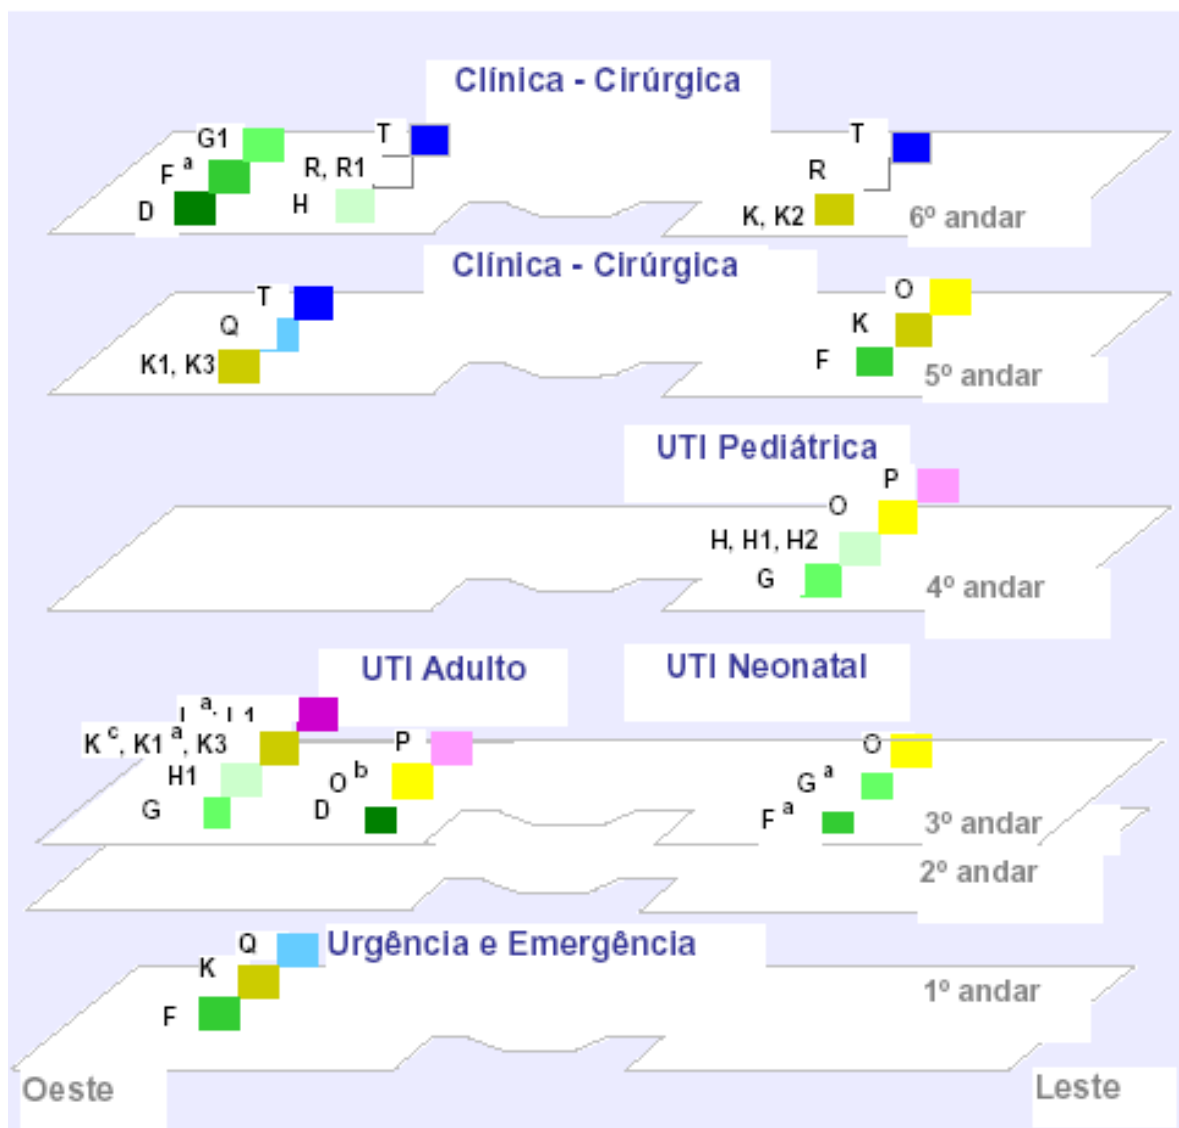 Clínica - Cirúrgica
G1
T
T
F a
R, R1
R
D
H
K, K2
6º andar
Clínica - Cirúrgica
T
O
Q
K
K1, K3
F
5º andar
UTI Pediátrica
P
O
H, H1, H2
G
4º andar
UTI Adulto
UTI Neonatal
K c, K1 a, K3
P
O
H1
O b
G a
G
D
F a
3º andar
2º andar
Urgência e Emergência
Q
K
F
1º andar
Oeste
Leste